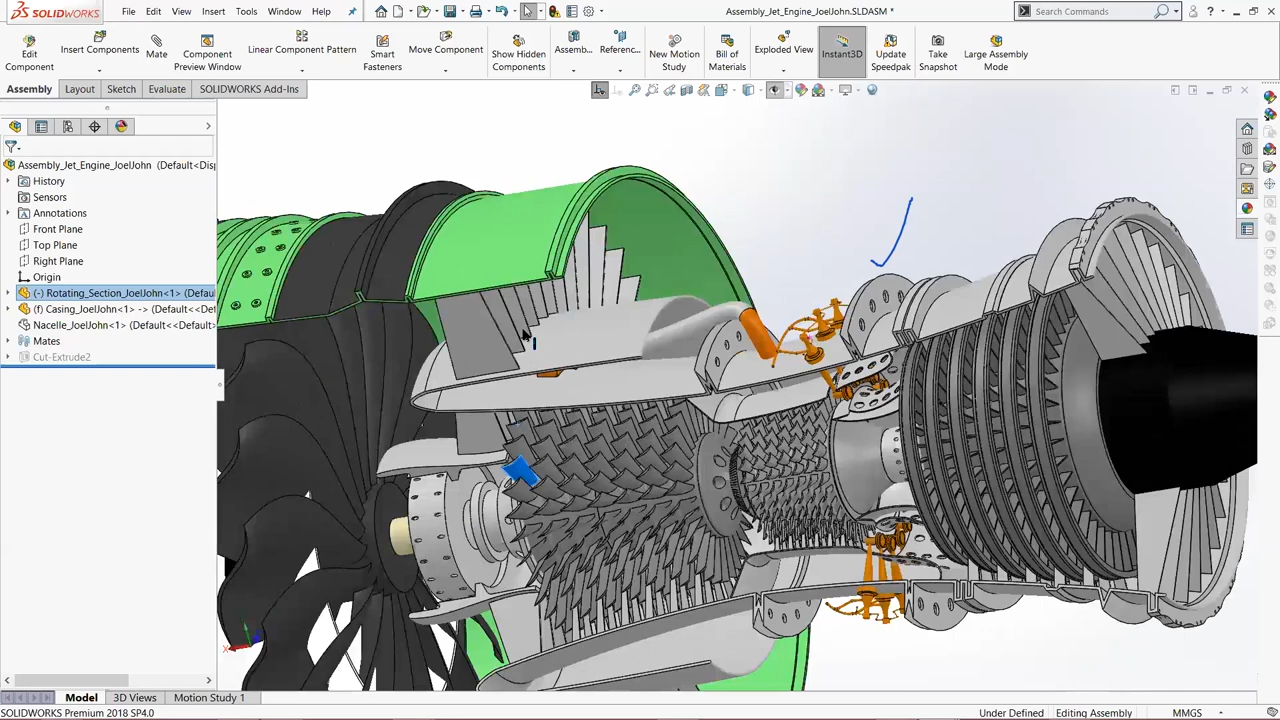 SOLIDWORKS File Edit View Insert Tools Window Help Assembly_Jet_Engine_JoelJohn.SLDASM * Search Commands
Edit Component
Insert Components
Mate
Component Preview Window
Linear Component Pattern
Smart Fasteners
Move Component
Show Hidden Components
Assemb...
Referenc...
New Motion Study
Bill of Materials
Exploded View
Instant3D
Update Speedpak
Take Snapshot
Large Assembly Mode
Assembly Layout Sketch Evaluate SOLIDWORKS Add-Ins
Assembly_Jet_Engine_JoelJohn (Default<Disp
History
Sensors
Annotations
Front Plane
Top Plane
Right Plane
Origin
(-) Rotating_Section_JoelJohn<1> (Defau
(f) Casing_JoelJohn<1> -> (Default<<De
Nacelle_JoelJohn<1> (Default<<Default
Mates
Cut-Extrude2
Model 3D Views Motion Study 1
SOLIDWORKS Premium 2018 SP4.0 Under Defined Editing Assembly MMGS